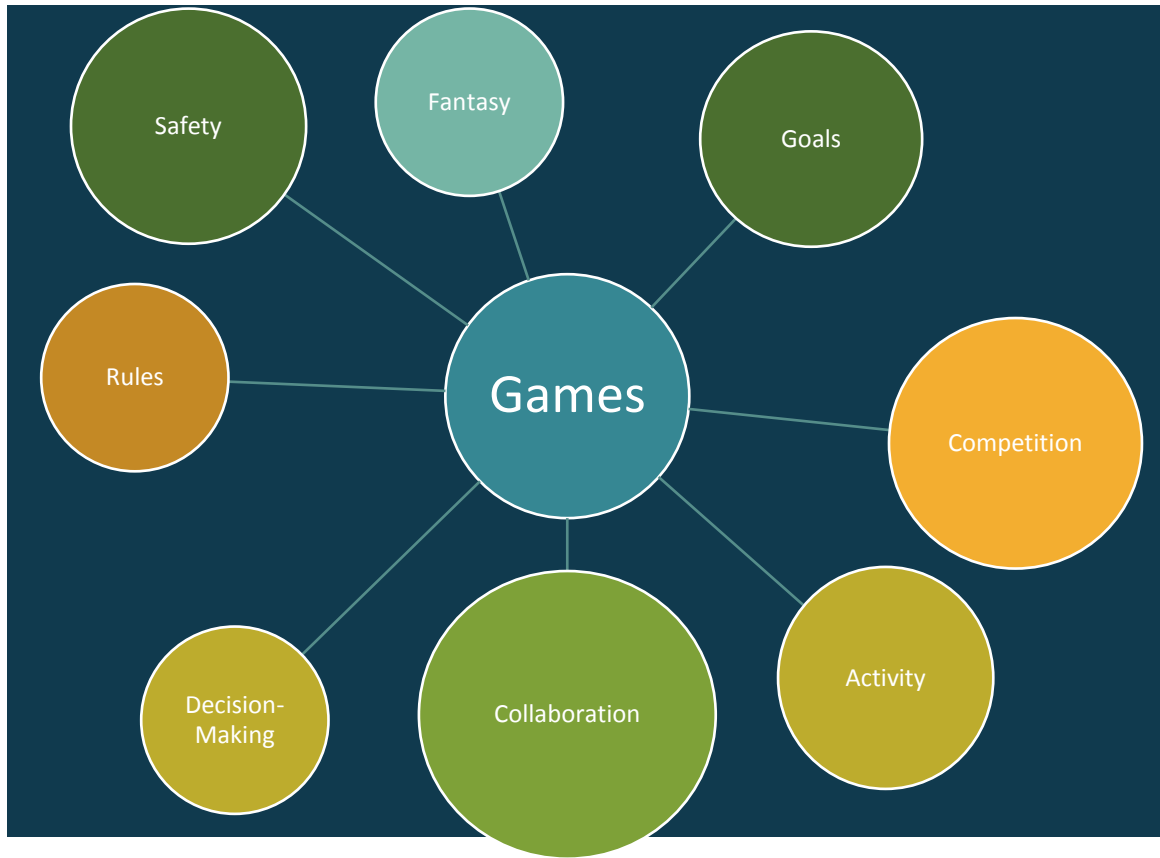 Fantasy
Safety
Goals
Rules
Games
Competition
Activity
Decision-
Making
Collaboration